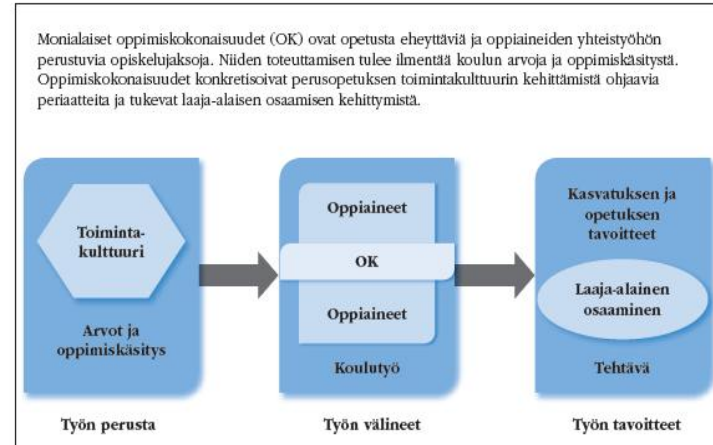 Monialaiset oppimiskokonaisuudet (OK) ovat opetusta eheyttäviä ja oppiaineiden yhteistyöhön
perustuvia opiskelujaksoja. Niiden toteuttamisen tulee ilmentää koulun arvoja ja oppimiskäsitystä.
Oppimiskokonaisuudet konkretisoivat perusopetuksen toimintakulttuurin kehittämistä ohjaavia
periaatteita ja tukevat laaja-alaisen osaamisen kehittymistä.
Toiminta-
kulttuuri
Arvot ja
oppimiskäsitys
Työn perusta
Oppiaineet
OK
Oppiaineet
Koulutyö
Työn välineet
Kasvatuksen ja
opetuksen
tavoitteet
Laaja-alainen
osaaminen
Tehtävä
Työn tavoitteet